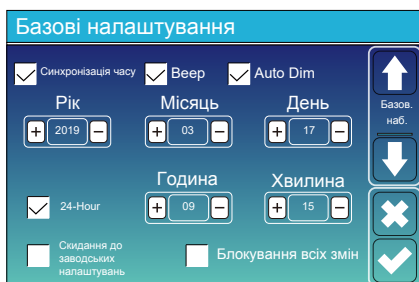 Базові налаштування
Синхронізація часу Beep Auto Dim
Рік Місяць День
+ 2019 − + 03 − + 17 −
Базов.
наб.
Година Хвилина
24-Hour + 09 − + 15 −
Скидання до
заводських
налаштувань
Блокування всіх змін